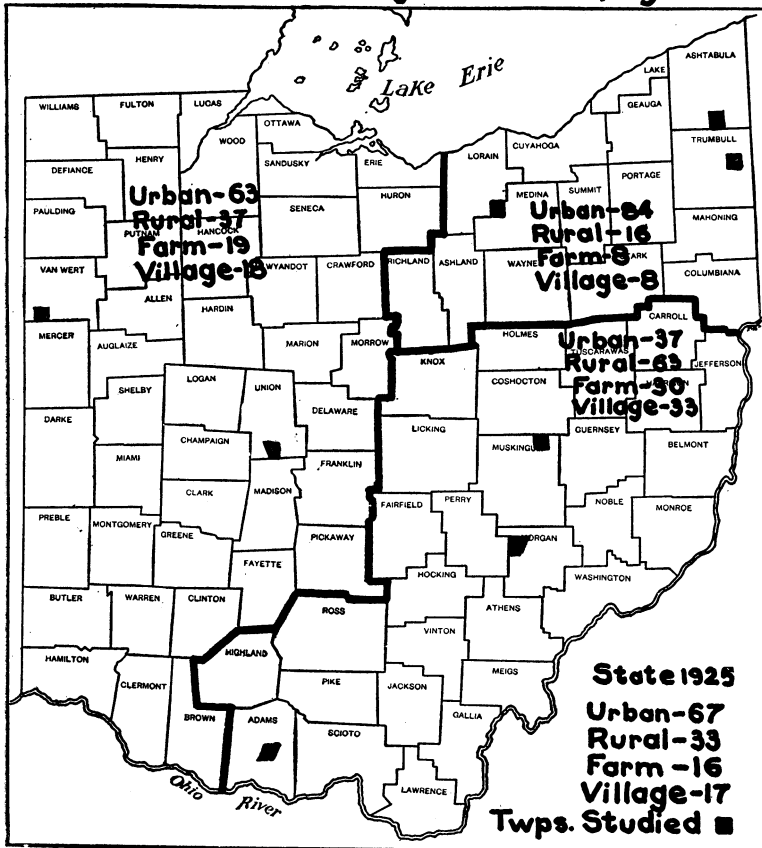 Lake Erie
LAKE
ASHTABULA
GEAUGA
WILLIAMS
FULTON
LUCAS
OTTAWA
WOOD
SANDUSKY
ERIE
LORAIN
CUYAHOGA
TRUMBULL
DEFIANCE
HENRY
HURON
MEDINA
SUMMIT
PORTAGE
Urban-63
Rural-37
Farm-19
Village-18
PAULDING
PUTNAM
HANCOCK
SENECA
Urban-84
Rural-16
Farm-8
Village-8
MAHONING
VAN WERT
WYANDOT
CRAWFORD
RICHLAND
ASHLAND
WAYNE
COLUMBIANA
ALLEN
HARDIN
MERCER
AUGLAIZE
MARION
MORROW
KNOX
HOLMES
CARROLL
Urban-37
Rural-63
Farm-30
Village-33
TUSCARAWAS
JEFFERSON
COSHOCTON
SHELBY
LOGAN
UNION
DELAWARE
DARKE
CHAMPAIGN
LICKING
GUERNSEY
BELMONT
MIAMI
FRANKLIN
MUSKINGUM
CLARK
MADISON
PREBLE
MONTGOMERY
GREENE
FAIRFIELD
PERRY
NOBLE
MONROE
PICKAWAY
MORGAN
FAYETTE
HOCKING
WASHINGTON
BUTLER
WARREN
CLINTON
ROSS
ATHENS
VINTON
HAMILTON
HIGHLAND
CLERMONT
PIKE
JACKSON
MEIGS
BROWN
ADAMS
SCIOTO
GALLIA
LAWRENCE
Ohio River
State 1925
Urban-67
Rural-33
Farm-16
Village-17
Twps. Studied